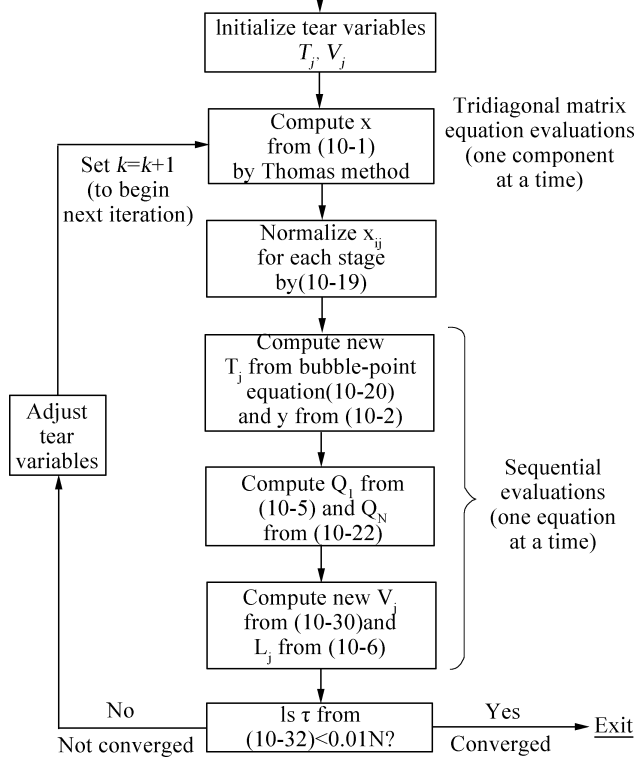 Initialize tear variables
T_j, V_j
Compute x
from (10-1)
by Thomas method
Tridiagonal matrix
equation evaluations
(one component
at a time)
Set k=k+1
(to begin
next iteration)
Normalize x_ij
for each stage
by(10-19)
Compute new
T_j from bubble-point
equation(10-20)
and y from (10-2)
Adjust
tear
variables
Compute Q_1 from
(10-5) and Q_N
from (10-22)
Sequential
evaluations
(one equation
at a time)
Compute new V_j
from (10-30)and
L_j from (10-6)
No
Not converged
Is τ from
(10-32)<0.01N?
Yes
Converged
Exit